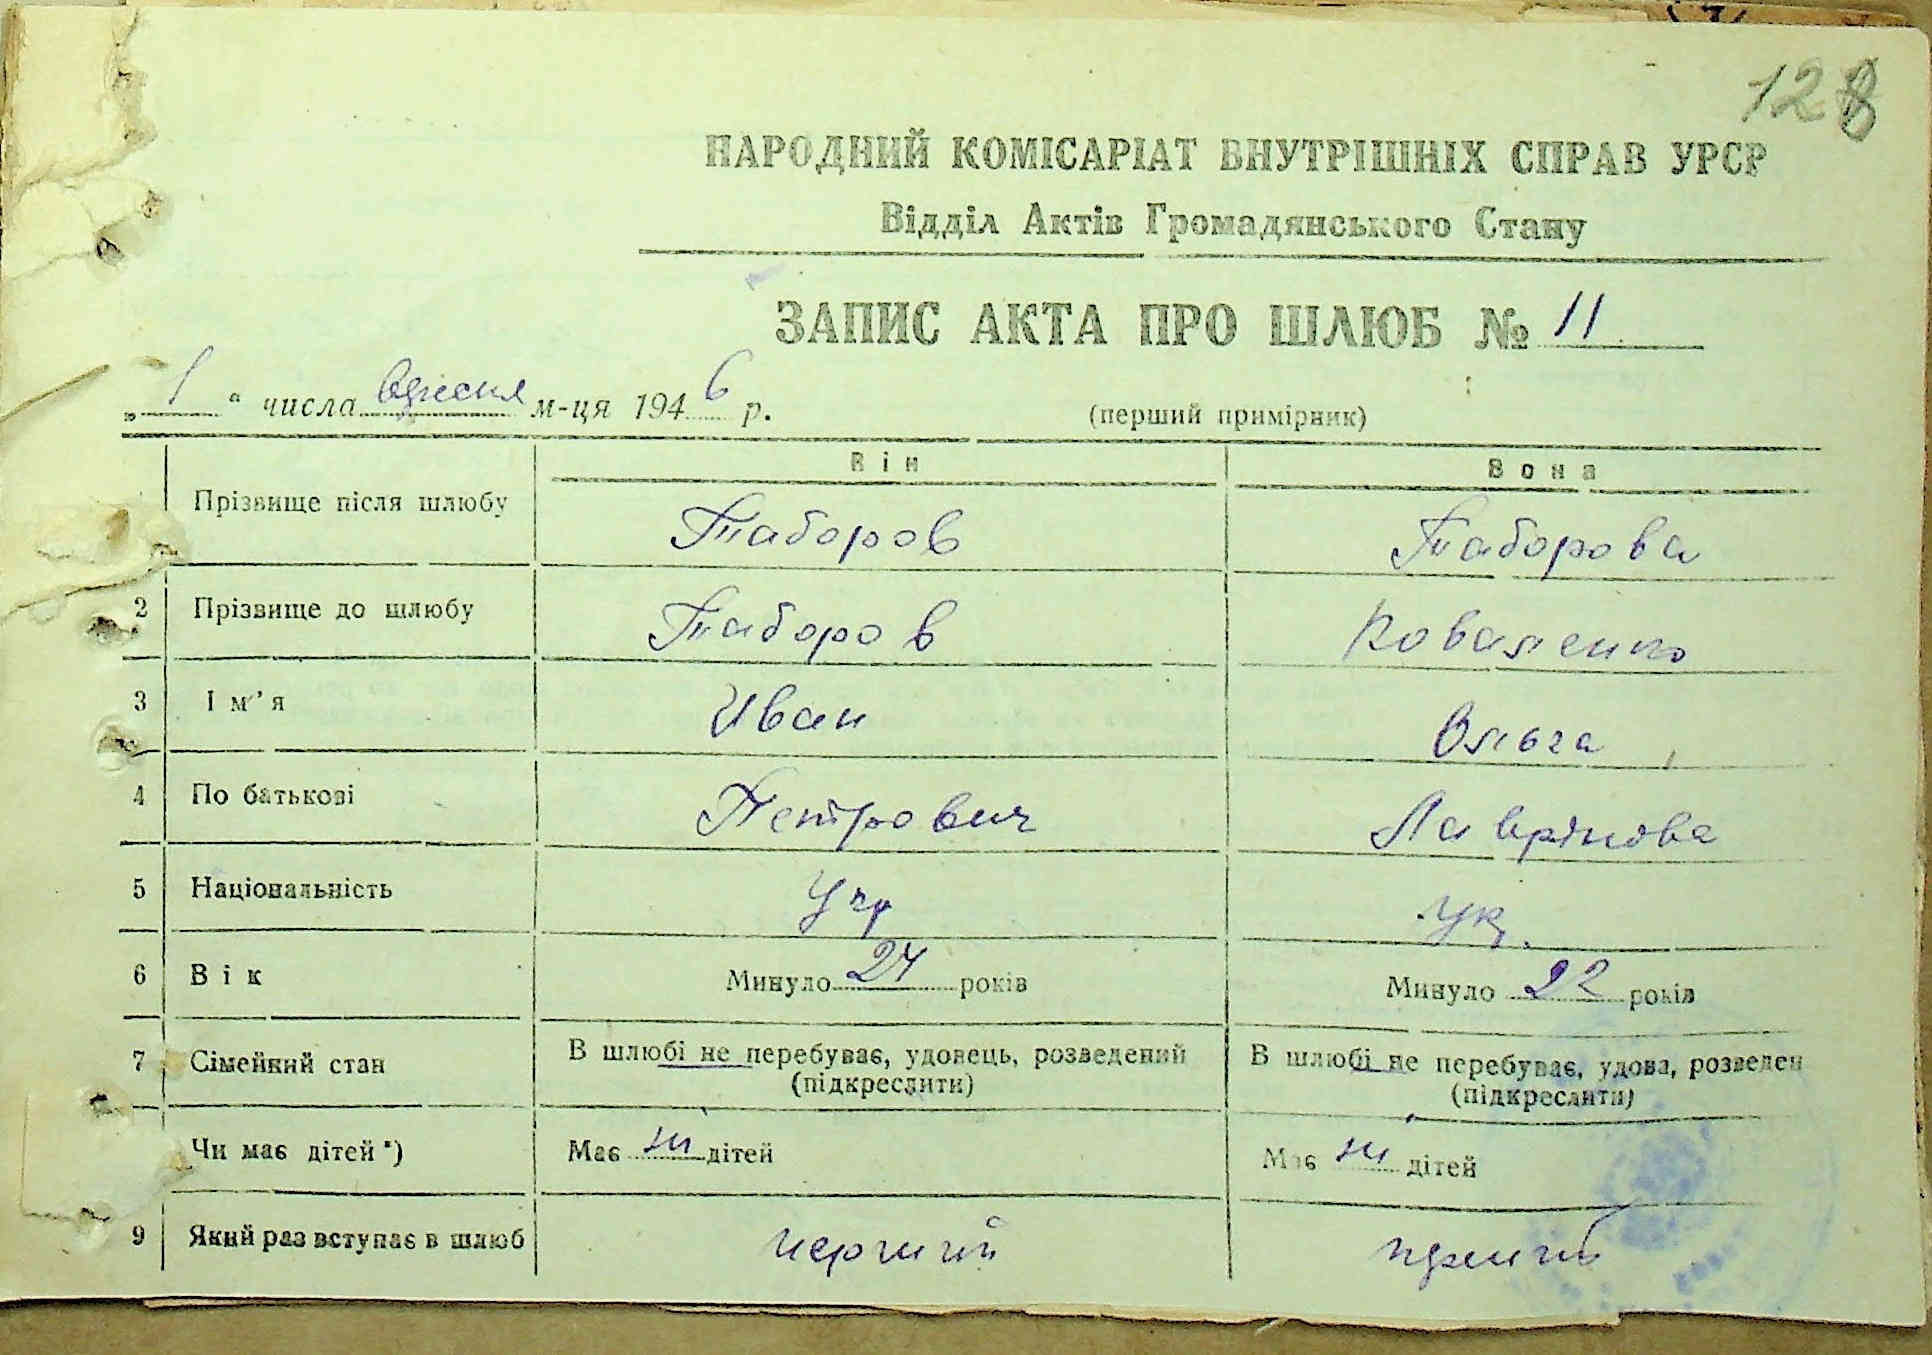 128
НАРОДНИЙ КОМІСАРІАТ ВНУТРІШНІХ СПРАВ УРСР
Відділ Актів Громадянського Стану
ЗАПИС АКТА ПРО ШЛЮБ № 11
„ 1 “ числа вересня м-ця 1946 р. (перший примірник)
Він Вона
Прізвище після шлюбу Таборов Таборова
2 Прізвище до шлюбу Таборов Коваленко
3 Ім’я Иван Ольга
4 По батькові Петрович
5 Національність Укр Ук.
6 Вік Минуло 24 років Минуло 22 років
7 Сімейний стан В шлюбі не перебуває, удовець, розведений В шлюбі не перебуває, удова, розведен
(підкреслити) (підкреслити)
Чи має дітей *) Має ні дітей Має ні дітей
9 Який раз вступає в шлюб перший